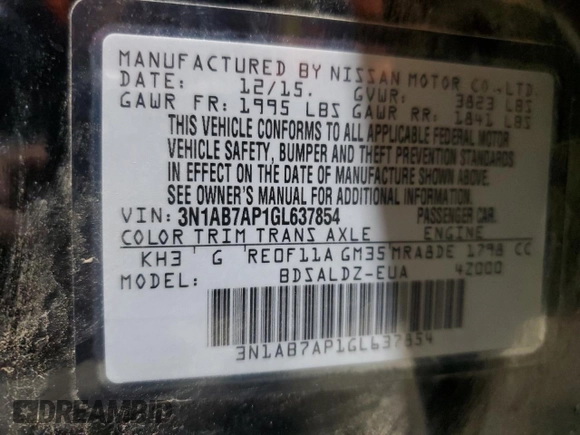 MANUFACTURED BY NISSAN MOTOR CO.,LTD.
DATE: 12/15. GVWR: 3823 LBS
GAWR FR: 1995 LBS GAWR RR: 1841 LBS
THIS VEHICLE CONFORMS TO ALL APPLICABLE FEDERAL MOTOR
VEHICLE SAFETY, BUMPER AND THEFT PREVENTION STANDARDS
IN EFFECT ON THE DATE OF MANUFACTURE SHOWN ABOVE.
SEE OWNER'S MANUAL FOR ADDITIONAL INFORMATION.
VIN: 3N1AB7AP1GL637854 PASSENGER CAR.
COLOR TRIM TRANS AXLE ENGINE
KH3 G RE0F11A GM35 MRA8DE 1798 CC
MODEL: BDSALDZ-EUA 42000
3N1AB7AP1GL637854
DREAMBID